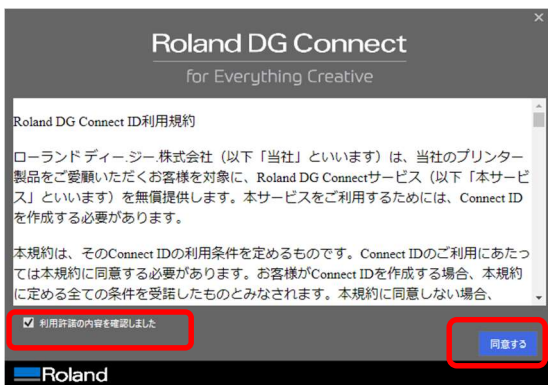 Roland DG Connect
for Everything Creative
Roland DG Connect ID利用規約
ローランド ディー.ジー.株式会社（以下「当社」といいます）は、当社のプリンター
製品をご愛顧いただくお客様を対象に、Roland DG Connectサービス（以下「本サービ
ス」といいます）を無償提供します。本サービスをご利用するためには、Connect ID
を作成する必要があります。
本規約は、そのConnect IDの利用条件を定めるものです。Connect IDのご利用にあたっ
ては本規約に同意する必要があります。お客様がConnect IDを作成する場合、本規約
に定める全ての条件を受諾したものとみなされます。本規約に同意しない場合、
利用許諾の内容を確認しました
同意する
Roland